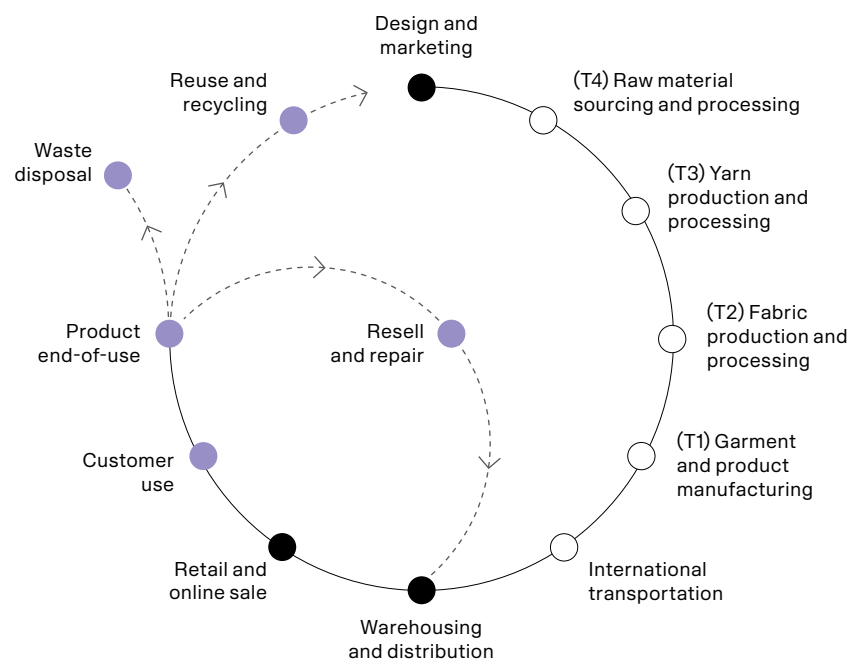 Design and
marketing
(T4) Raw material
sourcing and processing
(T3) Yarn
production and
processing
(T2) Fabric
production and
processing
(T1) Garment
and product
manufacturing
International
transportation
Warehousing
and distribution
Retail and
online sale
Customer
use
Product
end-of-use
Waste
disposal
Reuse and
recycling
Resell
and repair